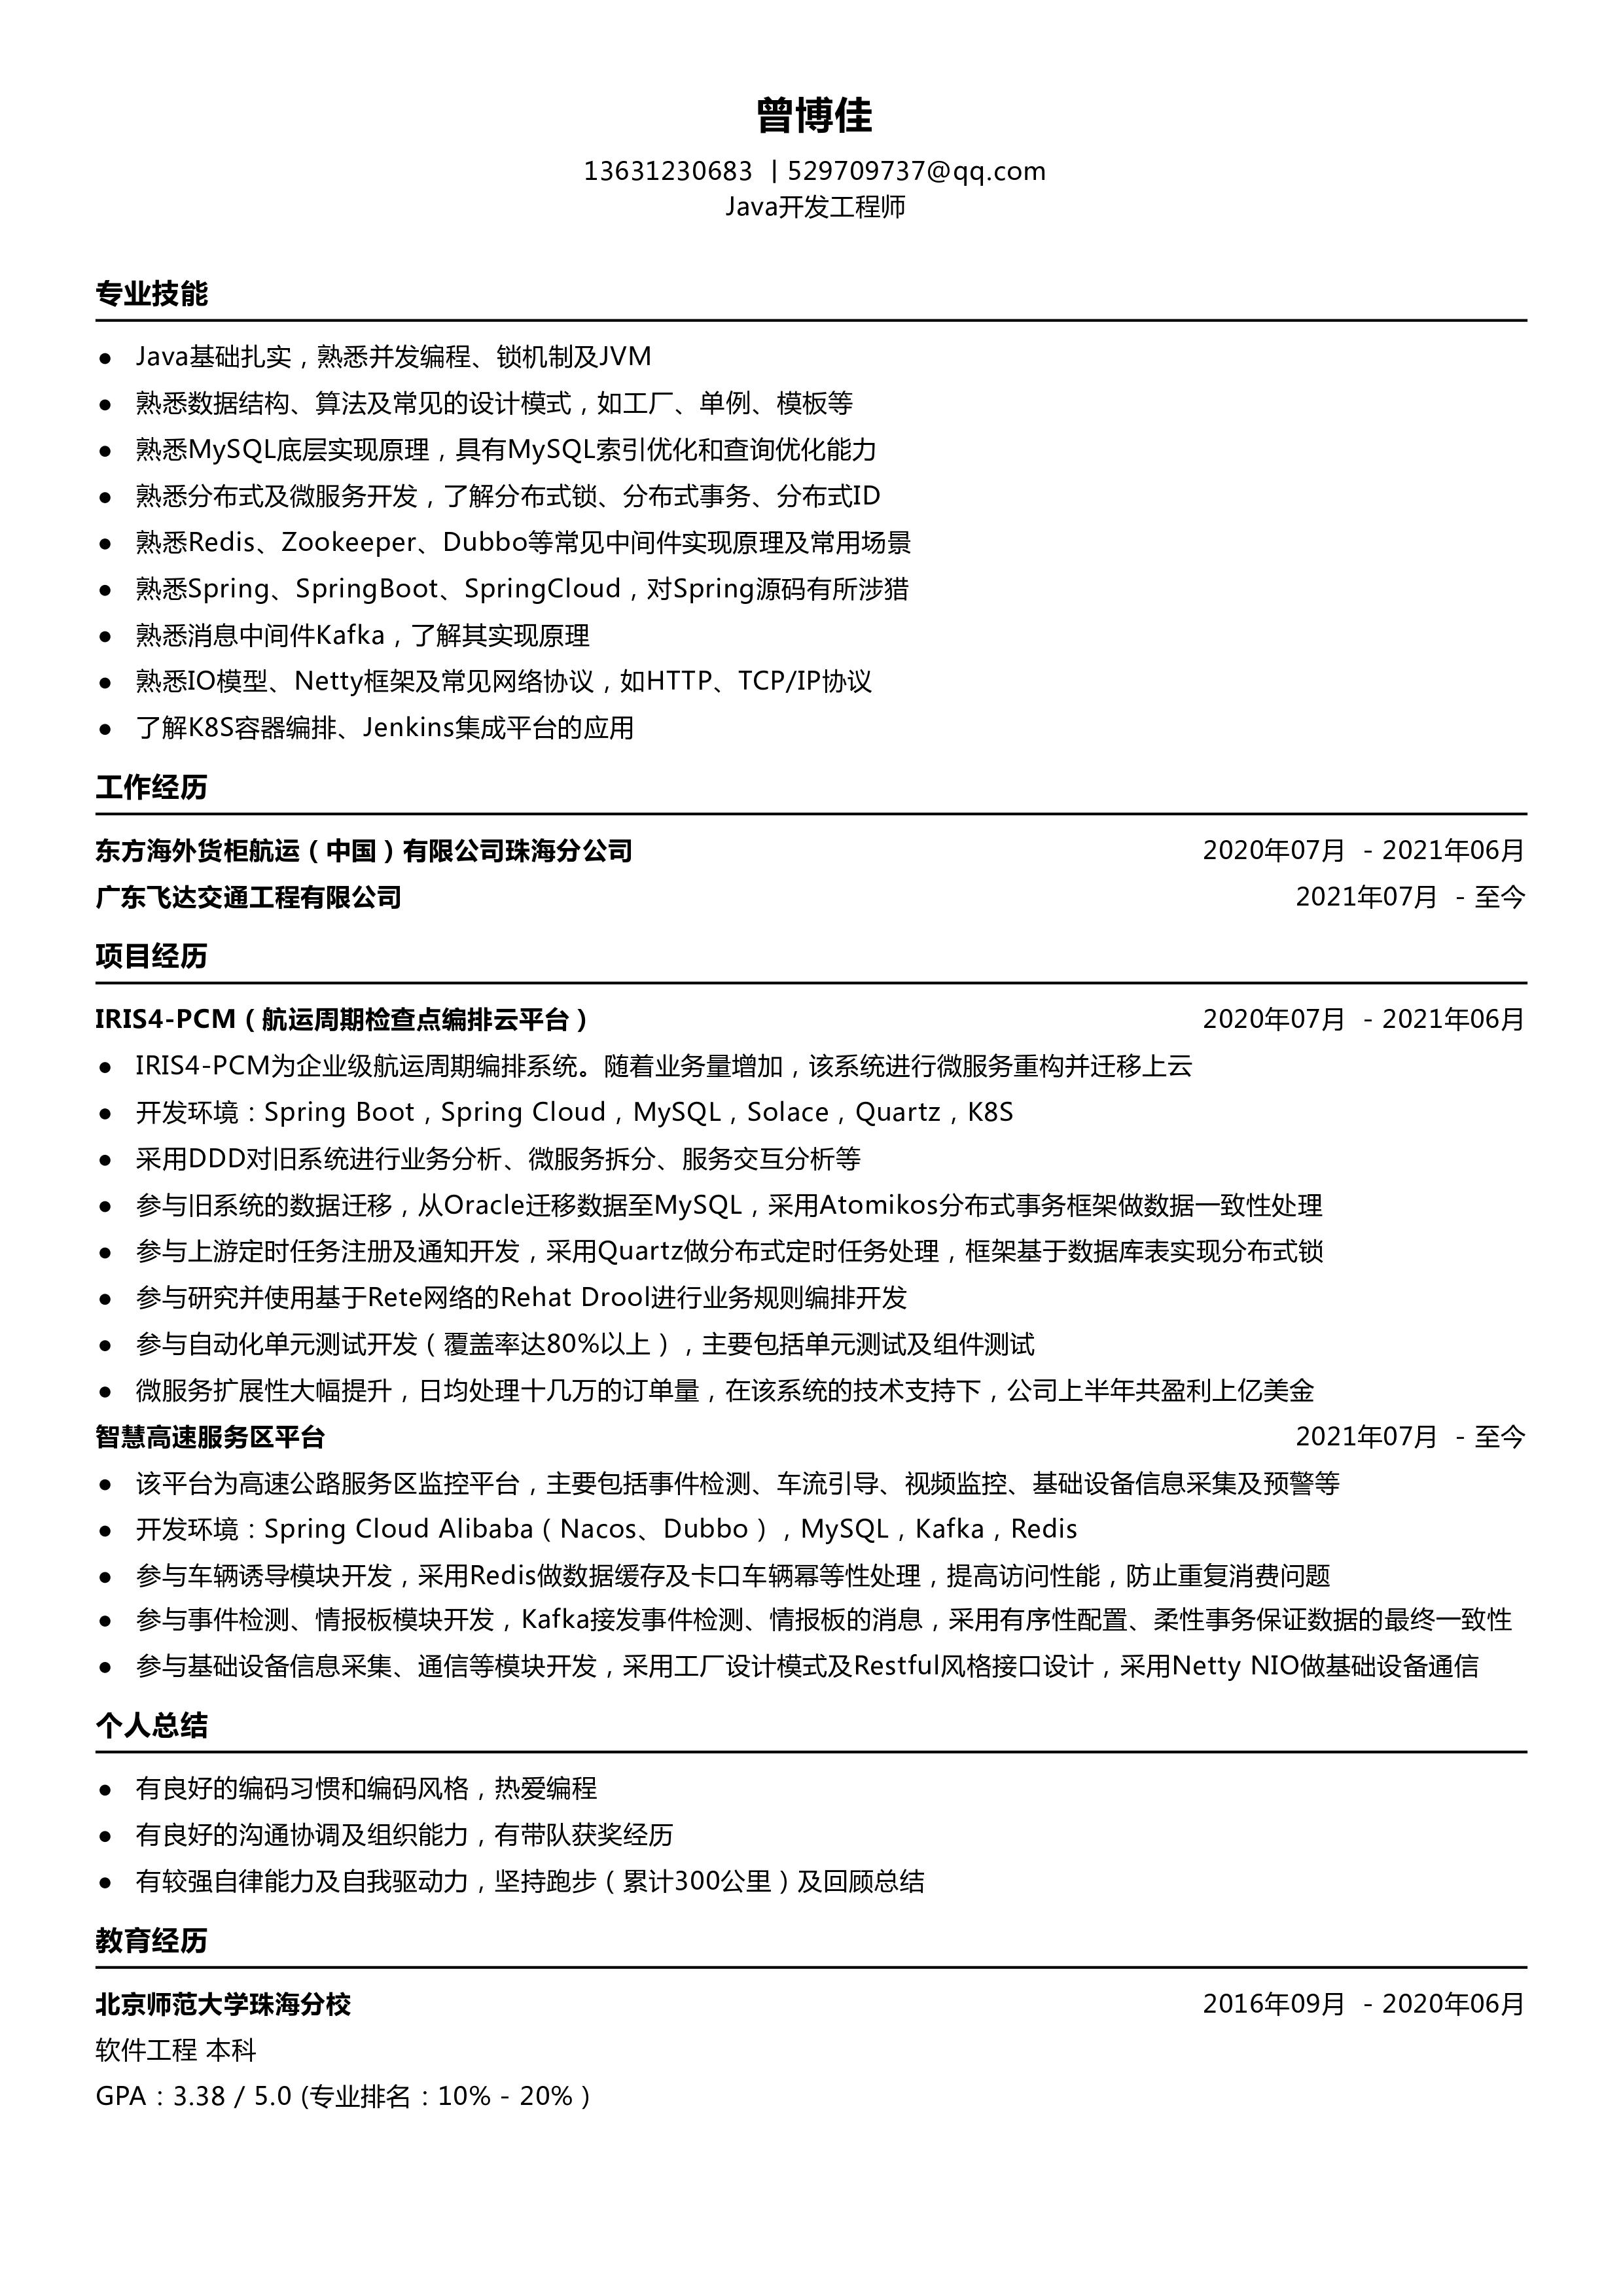 曾博佳
13631230683 | 529709737@qq.com
Java开发工程师
专业技能
● Java基础扎实，熟悉并发编程、锁机制及JVM
● 熟悉数据结构、算法及常见的设计模式，如工厂、单例、模板等
● 熟悉MySQL底层实现原理，具有MySQL索引优化和查询优化能力
● 熟悉分布式及微服务开发，了解分布式锁、分布式事务、分布式ID
● 熟悉Redis、Zookeeper、Dubbo等常见中间件实现原理及常用场景
● 熟悉Spring、SpringBoot、SpringCloud，对Spring源码有所涉猎
● 熟悉消息中间件Kafka，了解其实现原理
● 熟悉IO模型、Netty框架及常见网络协议，如HTTP、TCP/IP协议
● 了解K8S容器编排、Jenkins集成平台的应用
工作经历
东方海外货柜航运（中国）有限公司珠海分公司 2020年07月 - 2021年06月
广东飞达交通工程有限公司 2021年07月 - 至今
项目经历
IRIS4-PCM（航运周期检查点编排云平台） 2020年07月 - 2021年06月
● IRIS4-PCM为企业级航运周期编排系统。随着业务量增加，该系统进行微服务重构并迁移上云
● 开发环境：Spring Boot，Spring Cloud，MySQL，Solace，Quartz，K8S
● 采用DDD对旧系统进行业务分析、微服务拆分、服务交互分析等
● 参与旧系统的数据迁移，从Oracle迁移数据至MySQL，采用Atomikos分布式事务框架做数据一致性处理
● 参与上游定时任务注册及通知开发，采用Quartz做分布式定时任务处理，框架基于数据库表实现分布式锁
● 参与研究并使用基于Rete网络的Rehat Drool进行业务规则编排开发
● 参与自动化单元测试开发（覆盖率达80%以上），主要包括单元测试及组件测试
● 微服务扩展性大幅提升，日均处理十几万的订单量，在该系统的技术支持下，公司上半年共盈利上亿美金
智慧高速服务区平台 2021年07月 - 至今
● 该平台为高速公路服务区监控平台，主要包括事件检测、车流引导、视频监控、基础设备信息采集及预警等
● 开发环境：Spring Cloud Alibaba（Nacos、Dubbo），MySQL，Kafka，Redis
● 参与车辆诱导模块开发，采用Redis做数据缓存及卡口车辆幂等性处理，提高访问性能，防止重复消费问题
● 参与事件检测、情报板模块开发，Kafka接发事件检测、情报板的消息，采用有序性配置、柔性事务保证数据的最终一致性
● 参与基础设备信息采集、通信等模块开发，采用工厂设计模式及Restful风格接口设计，采用Netty NIO做基础设备通信
个人总结
● 有良好的编码习惯和编码风格，热爱编程
● 有良好的沟通协调及组织能力，有带队获奖经历
● 有较强自律能力及自我驱动力，坚持跑步（累计300公里）及回顾总结
教育经历
北京师范大学珠海分校 2016年09月 - 2020年06月
软件工程 本科
GPA：3.38 / 5.0 (专业排名：10% - 20%）